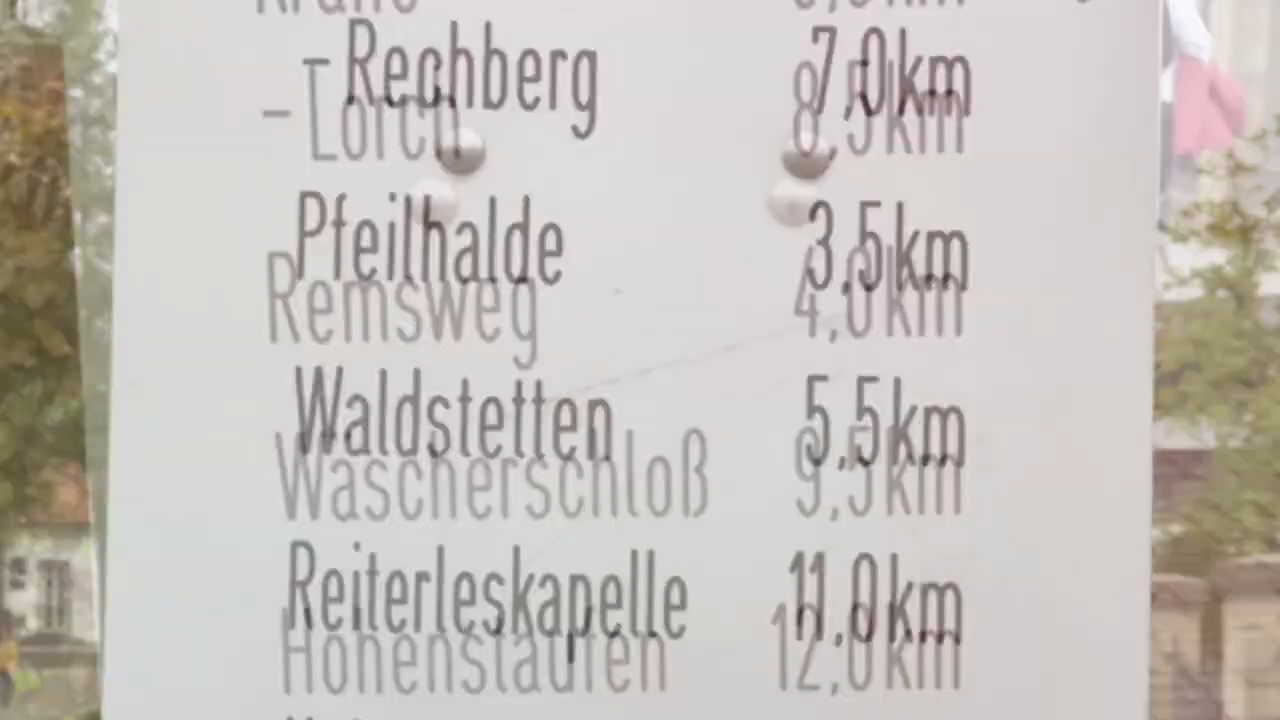 Rechberg 7,0km
– Lorch 8,5km
Pfeilhalde 3,5km
Remsweg 4,0km
Waldstetten 5,5km
Wäscherschloß 9,5km
Reiterleskapelle 11,0km
Hohenstaufen 12,0km